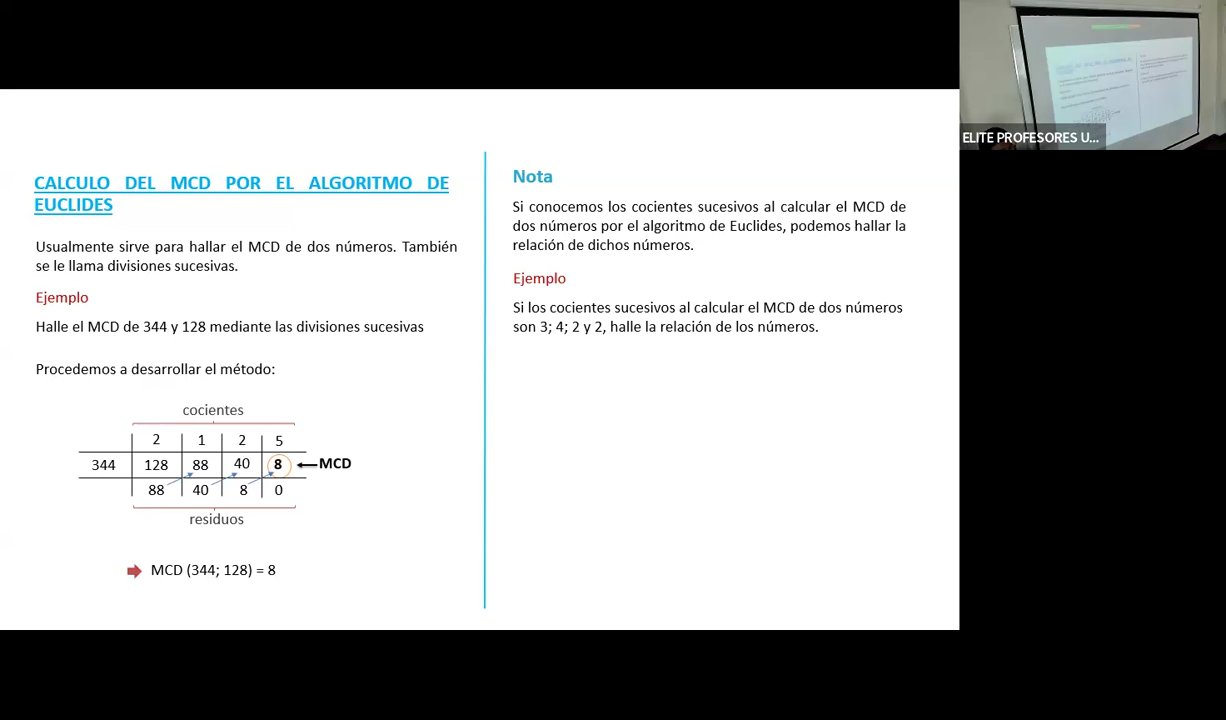 CALCULO DEL MCD POR EL ALGORITMO DE
EUCLIDES
Usualmente sirve para hallar el MCD de dos números. También
se le llama divisiones sucesivas.
Ejemplo
Halle el MCD de 344 y 128 mediante las divisiones sucesivas
Procedemos a desarrollar el método:
cocientes
2 1 2 5
344 128 88 40 8 MCD
88 40 8 0
residuos
MCD (344; 128) = 8
Nota
Si conocemos los cocientes sucesivos al calcular el MCD de
dos números por el algoritmo de Euclides, podemos hallar la
relación de dichos números.
Ejemplo
Si los cocientes sucesivos al calcular el MCD de dos números
son 3; 4; 2 y 2, halle la relación de los números.
ELITE PROFESORES U...